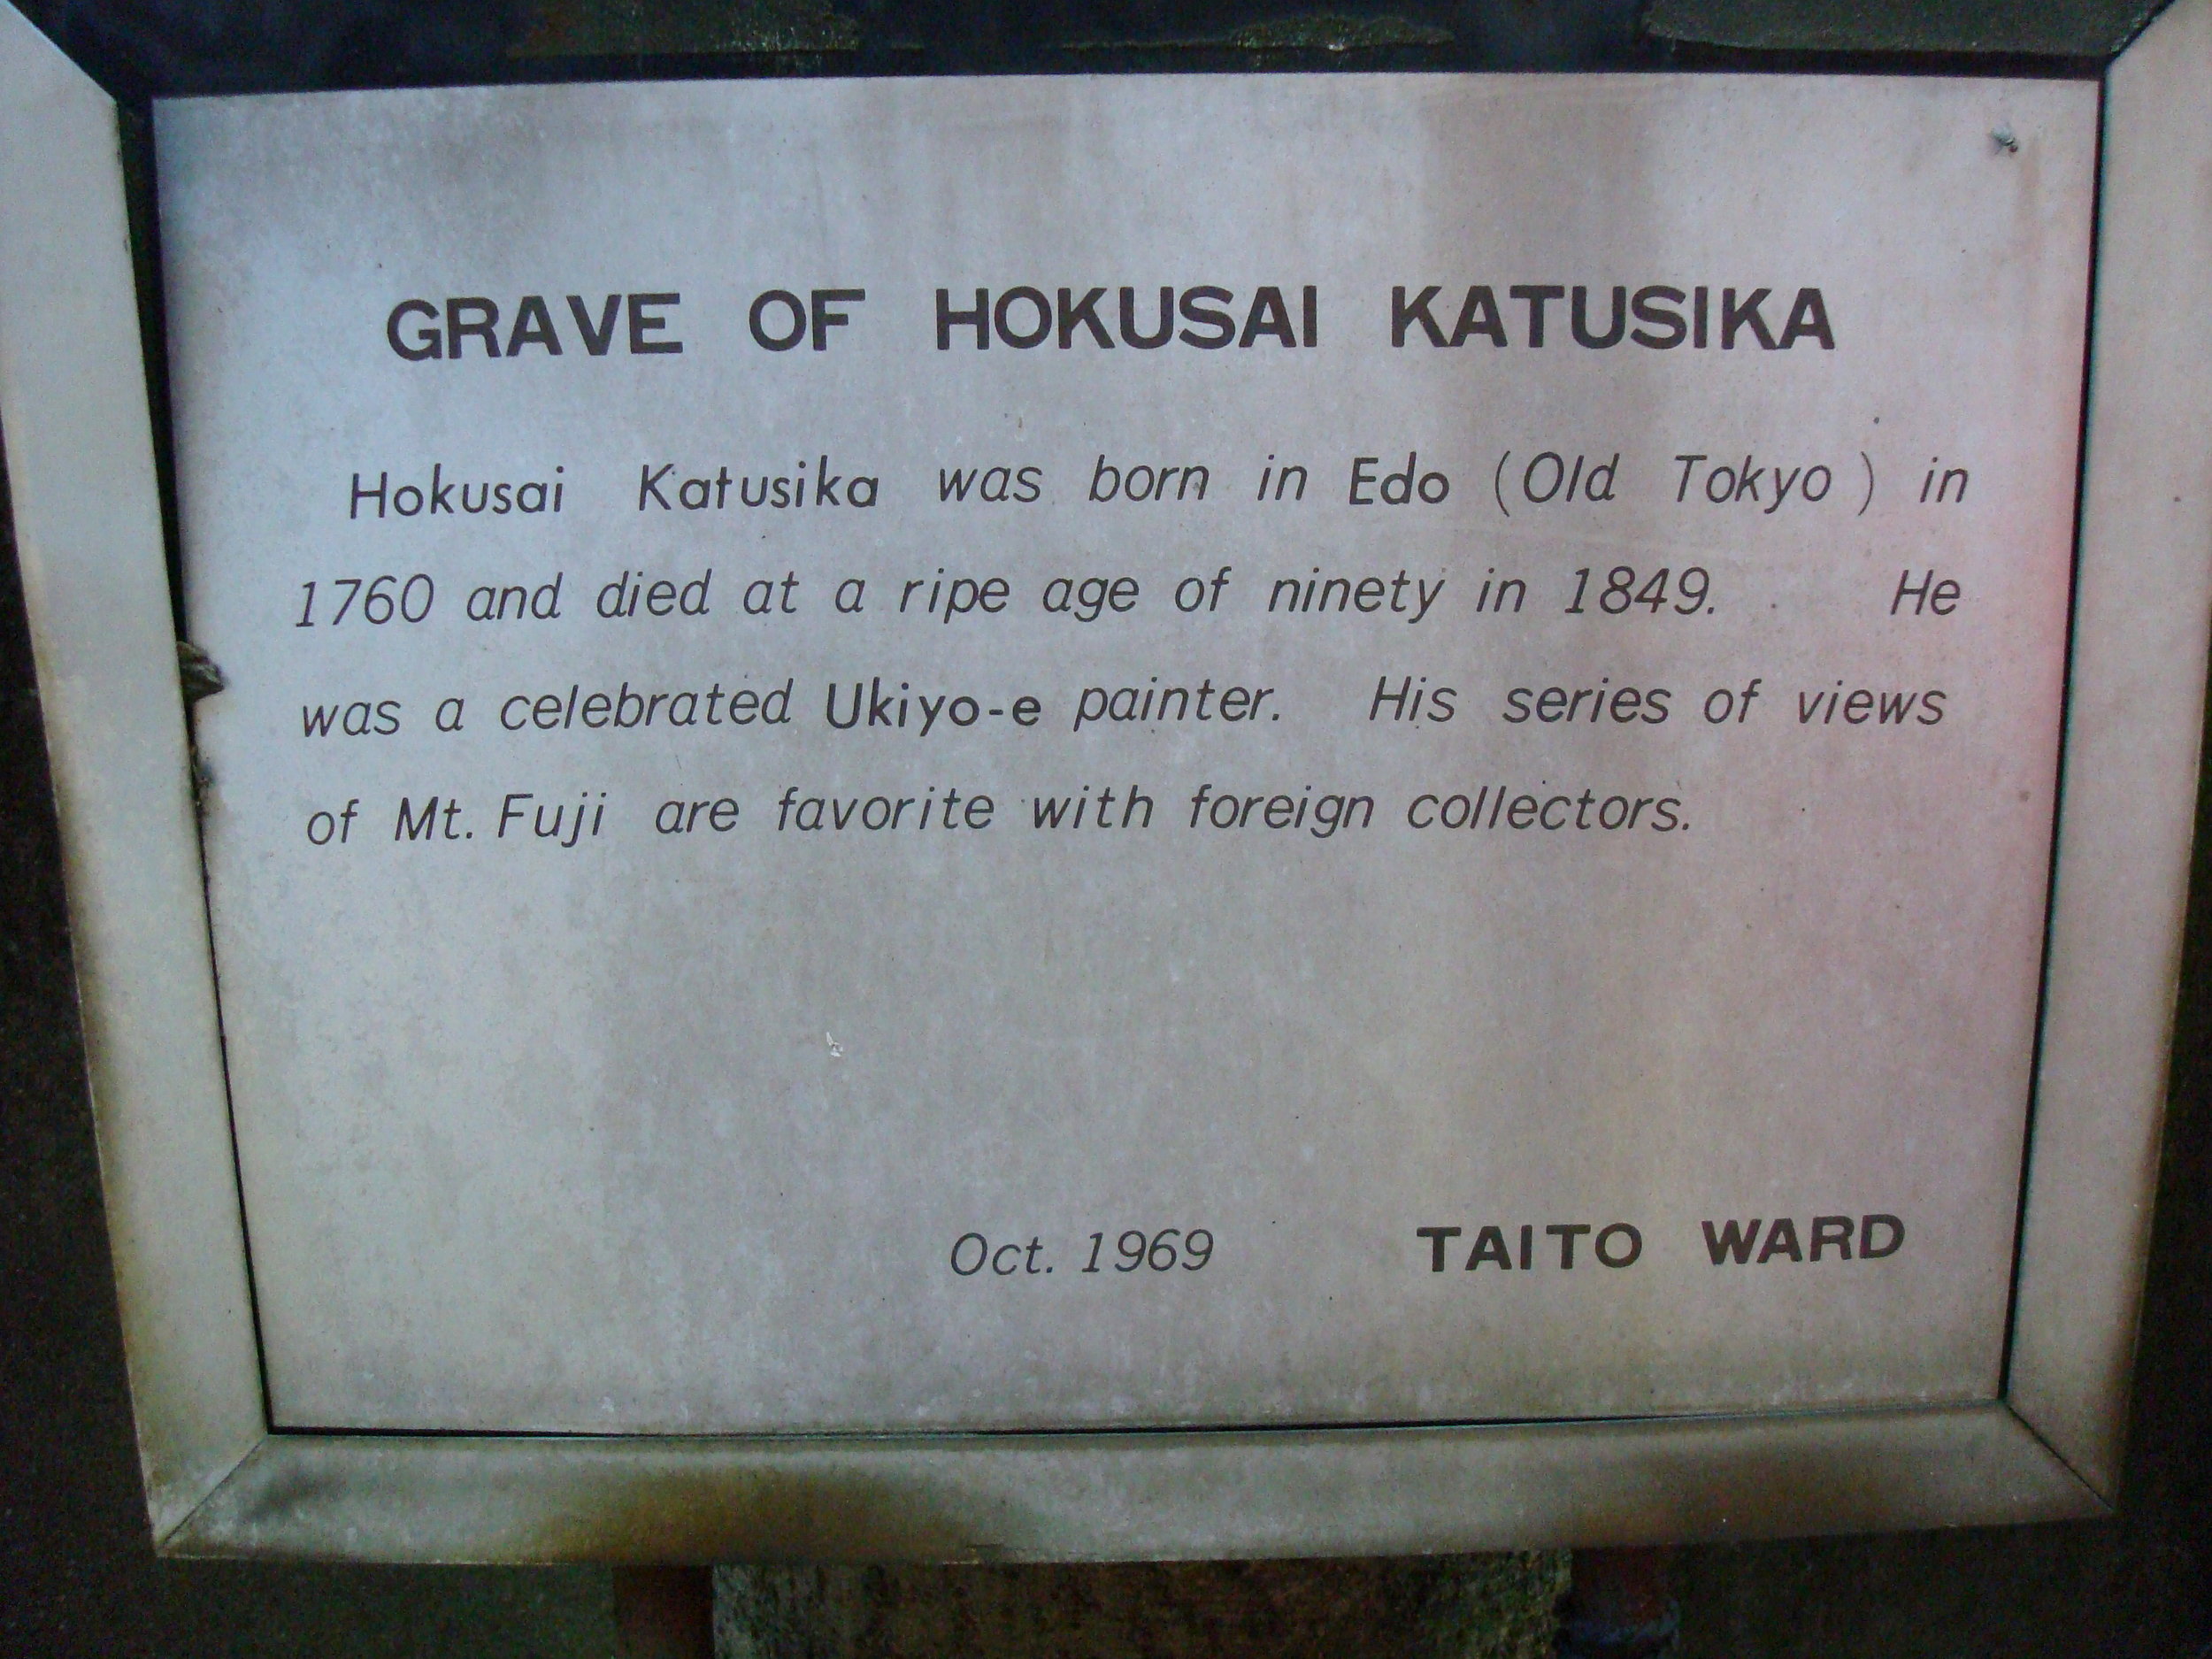 GRAVE OF HOKUSAI KATUSIKA
Hokusai Katusika was born in Edo (Old Tokyo) in
1760 and died at a ripe age of ninety in 1849. He
was a celebrated Ukiyo-e painter. His series of views
of Mt. Fuji are favorite with foreign collectors.
Oct. 1969 TAITO WARD